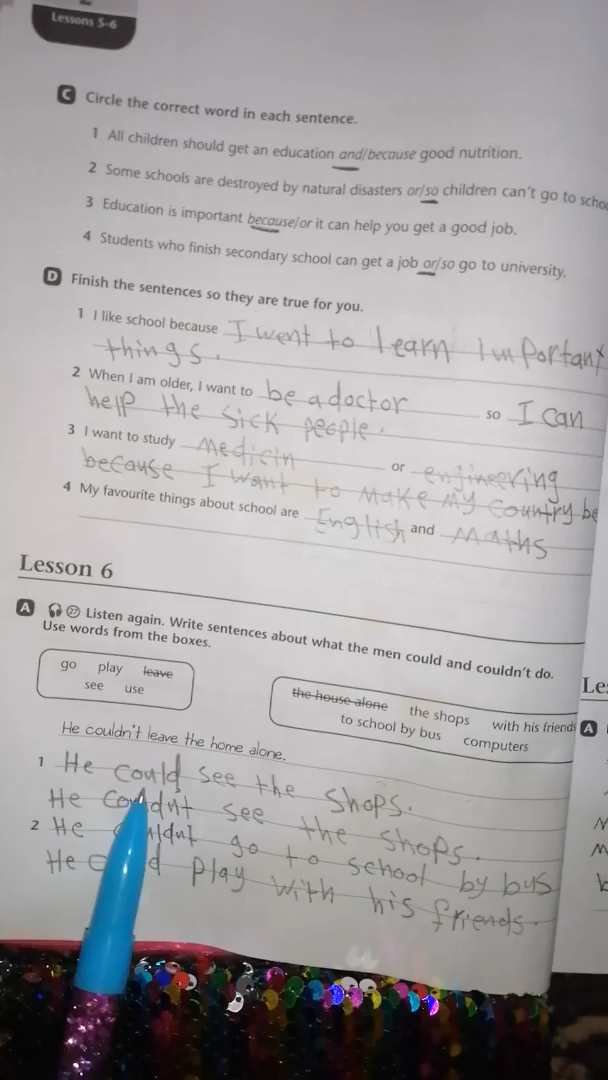 Lessons 5-6
C Circle the correct word in each sentence.
1 All children should get an education and/because good nutrition.
2 Some schools are destroyed by natural disasters or/so children can't go to
3 Education is important because/or it can help you get a good job.
4 Students who finish secondary school can get a job or/so go to university.
D Finish the sentences so they are true for you.
1 I like school because I went to learn important
things.
2 When I am older, I want to be a doctor so I can
help the sick people.
3 I want to study Medicin or engineering
because I want to make my country be
4 My favourite things about school are English and Maths
Lesson 6
A 27 Listen again. Write sentences about what the men could and couldn't do.
Use words from the boxes.
go play leave
see use
the house alone the shops with his friends
to school by bus computers
He couldn't leave the home alone.
1 He could see the shops.
He couldn't see the shops.
2 He go to school by bus
He play with his friends.
Le
A